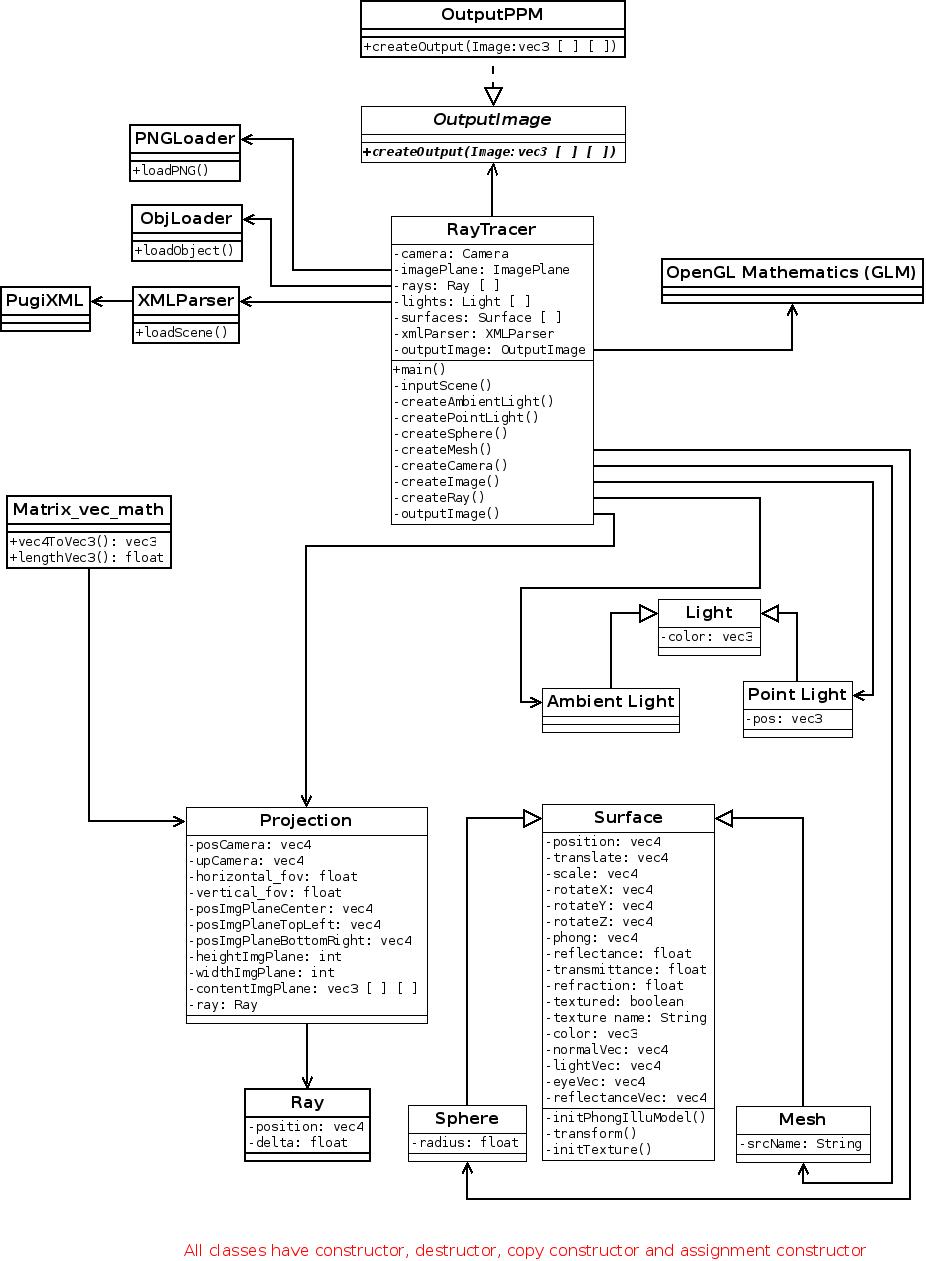 OutputPPM
+createOutput(Image:vec3 [ ] [ ])
OutputImage
+createOutput(Image:vec3 [ ] [ ])
PNGLoader
+loadPNG()
ObjLoader
+loadObject()
PugiXML
XMLParser
+loadScene()
RayTracer
-camera: Camera
-imagePlane: ImagePlane
-rays: Ray [ ]
-lights: Light [ ]
-surfaces: Surface [ ]
-xmlParser: XMLParser
-outputImage: OutputImage
+main()
-inputScene()
-createAmbientLight()
-createPointLight()
-createSphere()
-createMesh()
-createCamera()
-createImage()
-createRay()
-outputImage()
OpenGL Mathematics (GLM)
Matrix_vec_math
+vec4ToVec3(): vec3
+lengthVec3(): float
Light
-color: vec3
Ambient Light
Point Light
-pos: vec3
Projection
-posCamera: vec4
-upCamera: vec4
-horizontal_fov: float
-vertical_fov: float
-posImgPlaneCenter: vec4
-posImgPlaneTopLeft: vec4
-posImgPlaneBottomRight: vec4
-heightImgPlane: int
-widthImgPlane: int
-contentImgPlane: vec3 [ ] [ ]
-ray: Ray
Surface
-position: vec4
-translate: vec4
-scale: vec4
-rotateX: vec4
-rotateY: vec4
-rotateZ: vec4
-phong: vec4
-reflectance: float
-transmittance: float
-refraction: float
-textured: boolean
-texture name: String
-color: vec3
-normalVec: vec4
-lightVec: vec4
-eyeVec: vec4
-reflectanceVec: vec4
-initPhongIlluModel()
-transform()
-initTexture()
Ray
-position: vec4
-delta: float
Sphere
-radius: float
Mesh
-srcName: String
All classes have constructor, destructor, copy constructor and assignment constructor